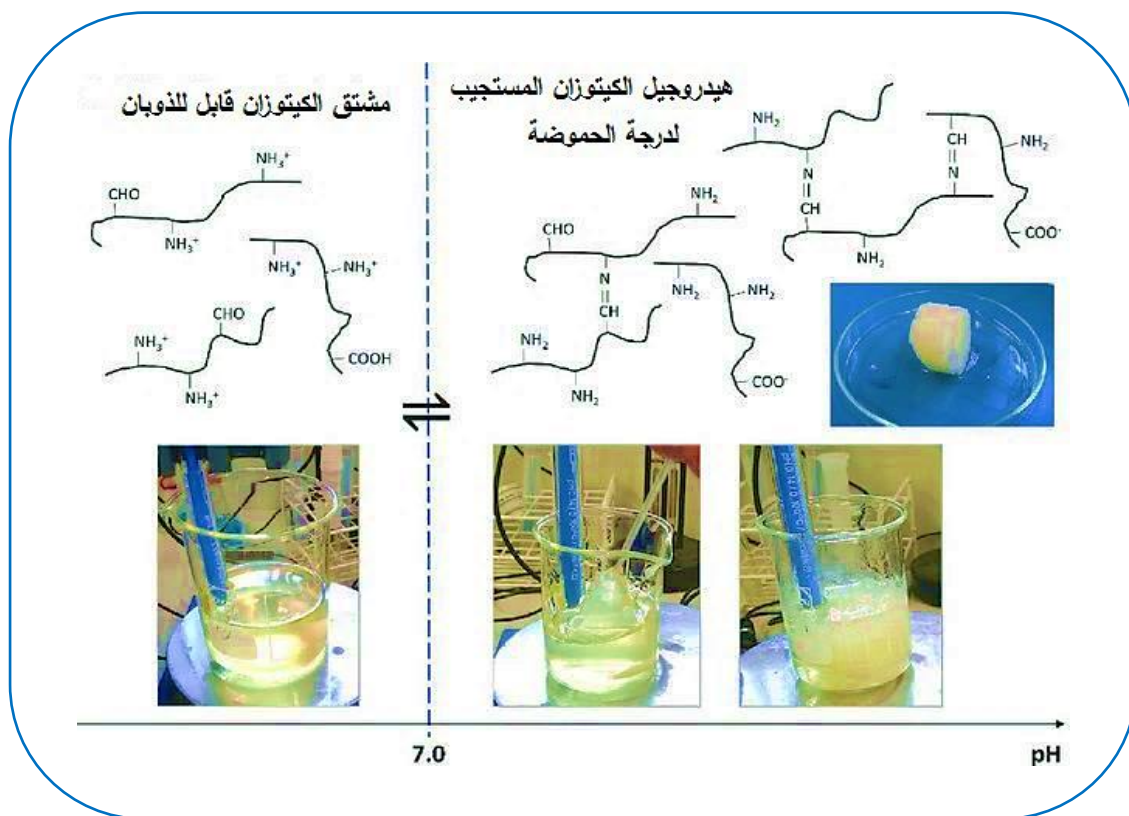 مشتق الكيتوزان قابل للذوبان
هيدروجيل الكيتوزان المستجيب
لدرجة الحموضة
NH₃⁺
CHO
NH₃⁺
NH₃⁺
NH₃⁺
CHO
NH₃⁺
COOH
NH₃⁺
NH₂
CHO
N
CH
NH₂
NH₂
NH₂
NH₂
COO⁻
NH₂
N
CH
NH₂
CH
N
NH₂
COO⁻
⇌
7.0
pH